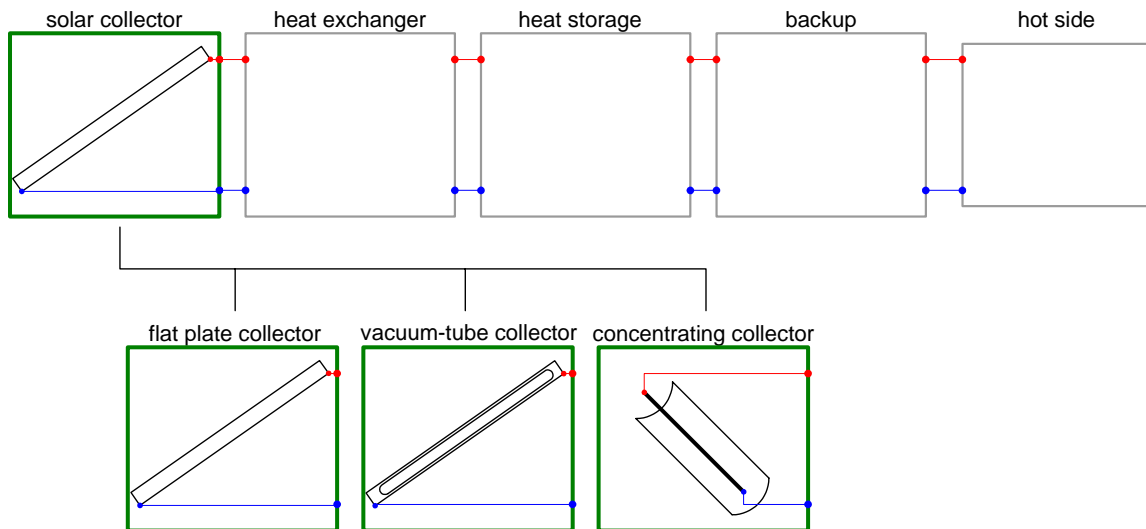 solar collector
heat exchanger
heat storage
backup
hot side
flat plate collector
vacuum-tube collector
concentrating collector